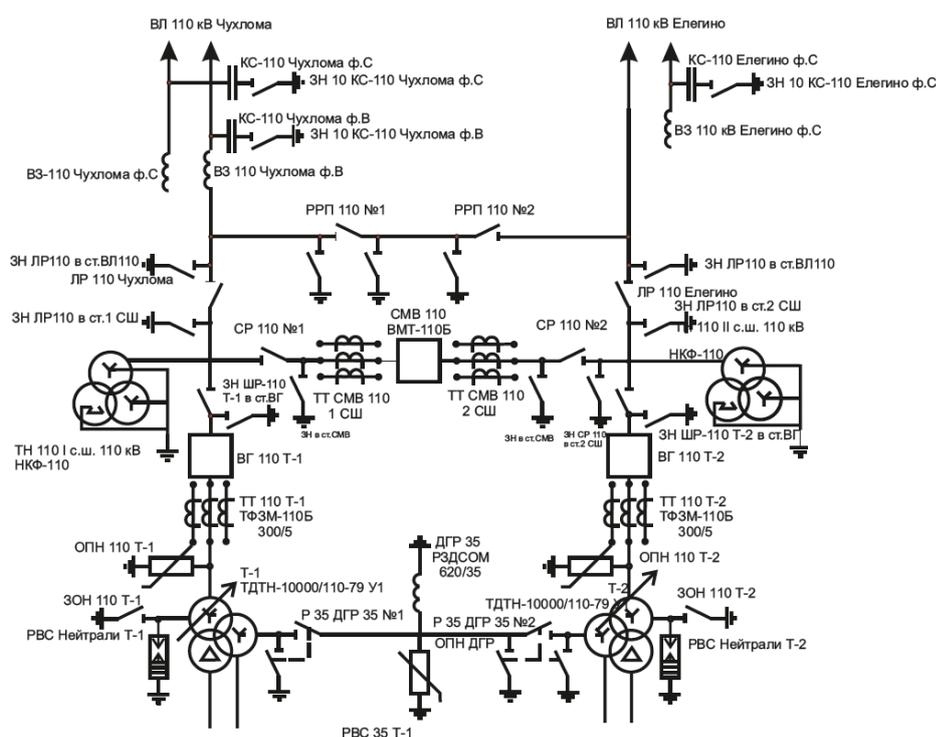 ВЛ 110 кВ Чухлома
ВЛ 110 кВ Елегино
КС-110 Чухлома ф.С
ЗН 10 КС-110 Чухлома ф.С
КС-110 Елегино ф.С
ЗН 10 КС-110 Елегино ф.С
КС-110 Чухлома ф.В
ЗН 10 КС-110 Чухлома ф.В
ВЗ 110 кВ Елегино ф.С
ВЗ-110 Чухлома ф.С
ВЗ 110 Чухлома ф.В
РРП 110 №1
РРП 110 №2
ЗН ЛР110 в ст.ВЛ110
ЛР 110 Чухлома
ЗН ЛР110 в ст.ВЛ110
ЛР 110 Елегино
ЗН ЛР110 в ст.1 СШ
СР 110 №1
СМВ 110
ВМТ-110Б
СР 110 №2
ЗН ЛР110 в ст.2 СШ
110 II с.ш. 110 кВ
НКФ-110
ЗН ШР-110
Т-1 в ст.ВГ
ТТ СМВ 110
1 СШ
ТТ СМВ 110
2 СШ
ЗН в ст.СМВ
ЗН в ст.СМВ
ЗН СР 110
в ст.2 СШ
ЗН ШР-110 Т-2 в ст.ВГ
ТН 110 I с.ш. 110 кВ
НКФ-110
ВГ 110 Т-1
ВГ 110 Т-2
ТТ 110 Т-1
ТФЗМ-110Б
300/5
ТТ 110 Т-2
ТФЗМ-110Б
300/5
ОПН 110 Т-1
ДГР 35
РЗДСОМ
620/35
ОПН 110 Т-2
Т-1
ТДТН-10000/110-79 У1
Т-2
ТДТН-10000/110-79
ЗОН 110 Т-1
ЗОН 110 Т-2
РВС Нейтрали Т-1
Р 35 ДГР 35 №1
Р 35 ДГР 35 №2
ОПН ДГР
РВС Нейтрали Т-2
РВС 35 Т-1